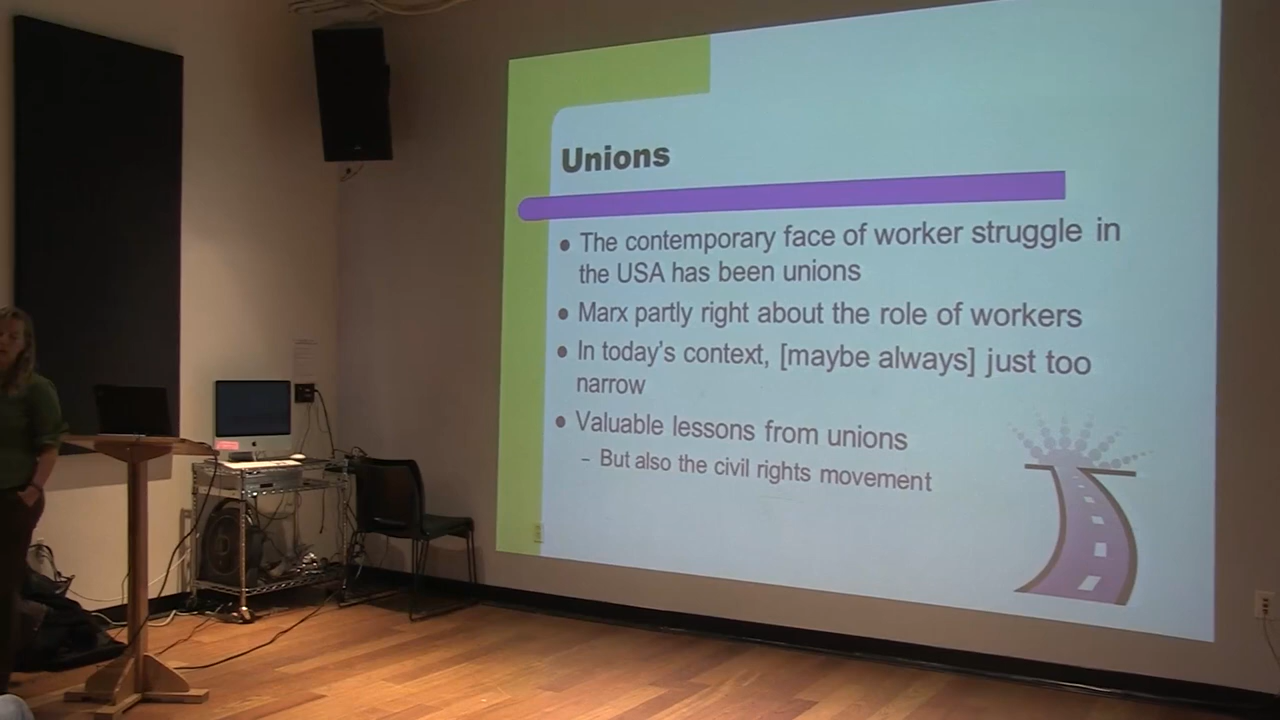 Unions
• The contemporary face of worker struggle in
the USA has been unions
• Marx partly right about the role of workers
• In today's context, [maybe always] just too
narrow
• Valuable lessons from unions
– But also the civil rights movement